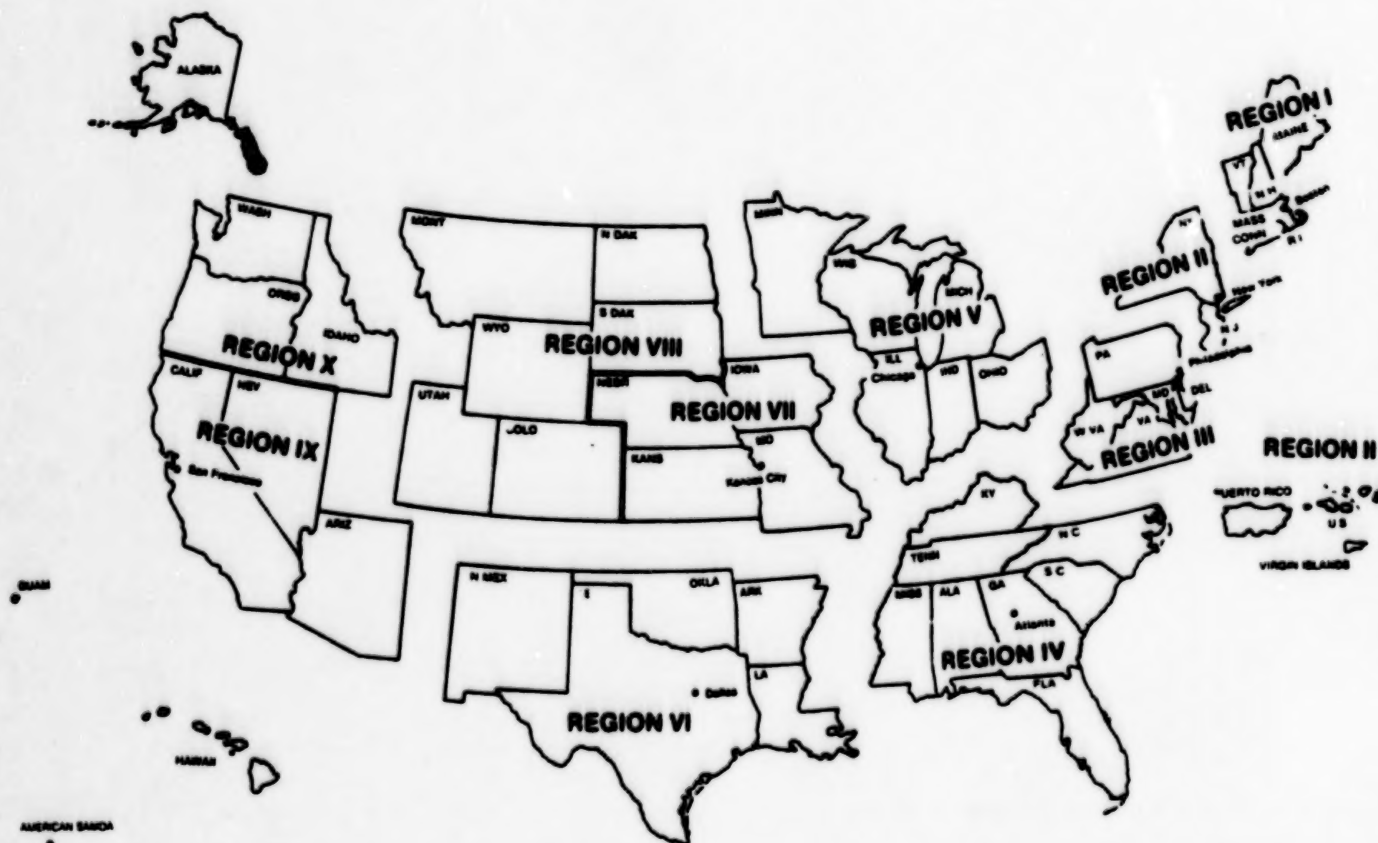 ALASKA
REGION I
MAINE
VT
N H
Boston
MASS
CONN
R I
WASH
MONT
N DAK
MINN
N Y
REGION II
New York
N J
OREG
IDAHO
S DAK
WIS
MICH
REGION V
WYO
REGION X
REGION VIII
ILL
Chicago
IND
OHIO
PA
Philadelphia
CALIF
NEV
UTAH
NEBR
IOWA
MD
DEL
REGION VII
REGION IX
COLO
W VA
VA
REGION III
REGION II
San Francisco
KANS
MO
Kansas City
KY
PUERTO RICO
U S
VIRGIN ISLANDS
ARIZ
TENN
N C
S C
GUAM
N MEX
OKLA
ARK
MISS
ALA
GA
Atlanta
REGION IV
LA
FLA
Dallas
REGION VI
HAWAII
AMERICAN SAMOA